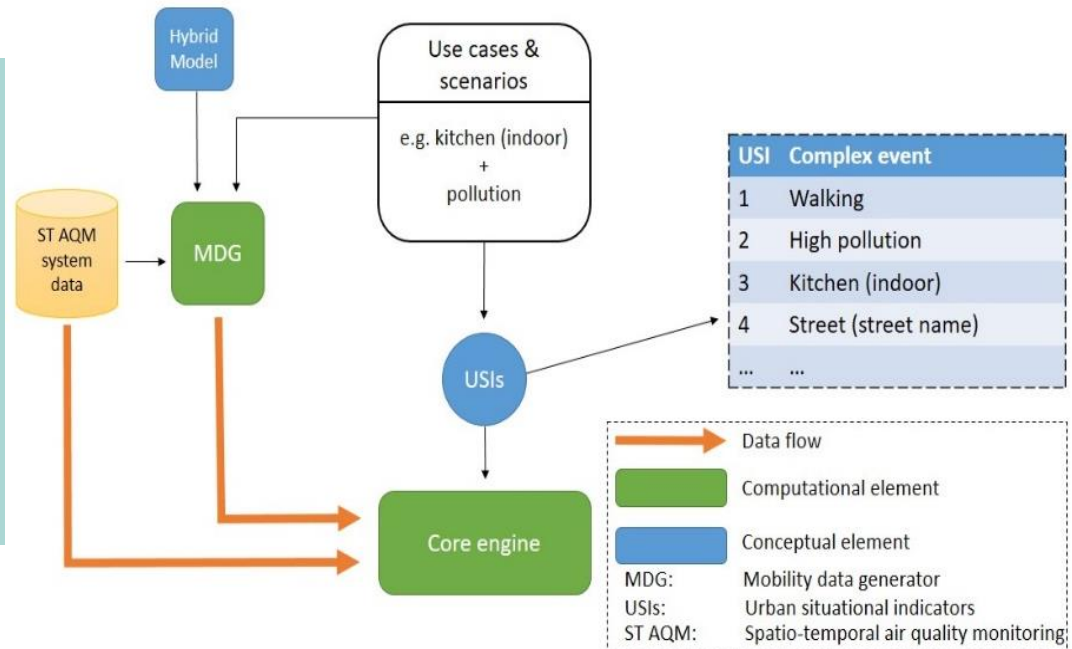 Hybrid
Model
Use cases &
scenarios
e.g. kitchen (indoor)
+
pollution
ST AQM
system
data
MDG
USIs
Core engine
USI Complex event
1 Walking
2 High pollution
3 Kitchen (indoor)
4 Street (street name)
... ...
Data flow
Computational element
Conceptual element
MDG: Mobility data generator
USIs: Urban situational indicators
ST AQM: Spatio-temporal air quality monitoring